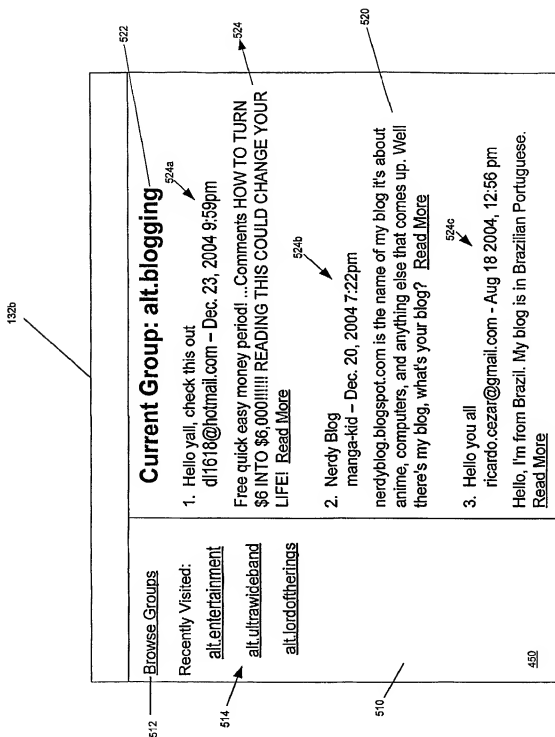 132b
522
Browse Groups
512
Recently Visited:
alt.entertainment
alt.ultrawideband
alt.lordoftherings
514
510
450
Current Group: alt.blogging
1. Hello yall, check this out
dl1618@hotmail.com – Dec. 23, 2004 9:59pm
524a
524
Free quick easy money period! ...Comments HOW TO TURN
$6 INTO $6,000!!!!!! READING THIS COULD CHANGE YOUR
LIFE! Read More
2. Nerdy Blog
manga-kid – Dec. 20, 2004 7:22pm
524b
520
nerdyblog.blogspot.com is the name of my blog it's about
anime, computers, and anything else that comes up. Well
there's my blog, what's your blog? Read More
3. Hello you all
ricardo.cezar@gmail.com - Aug 18 2004, 12:56 pm
524c
Hello, I'm from Brazil. My blog is in Brazilian Portuguese.
Read More